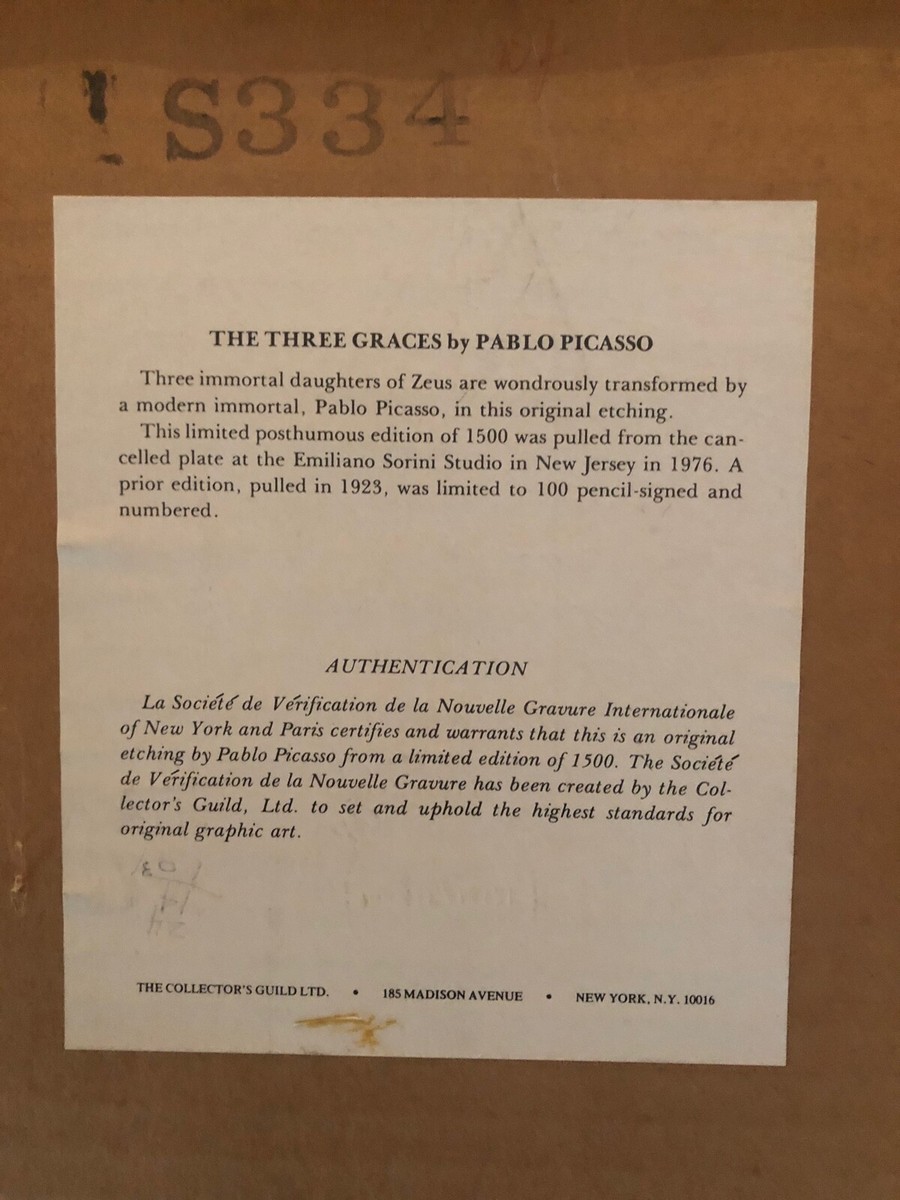 S334
THE THREE GRACES by PABLO PICASSO
Three immortal daughters of Zeus are wondrously transformed by
a modern immortal, Pablo Picasso, in this original etching.
This limited posthumous edition of 1500 was pulled from the can-
celled plate at the Emiliano Sorini Studio in New Jersey in 1976. A
prior edition, pulled in 1923, was limited to 100 pencil-signed and
numbered.
AUTHENTICATION
La Société de Vérification de la Nouvelle Gravure Internationale
of New York and Paris certifies and warrants that this is an original
etching by Pablo Picasso from a limited edition of 1500. The Société
de Vérification de la Nouvelle Gravure has been created by the Col-
lector's Guild, Ltd. to set and uphold the highest standards for
original graphic art.
THE COLLECTOR'S GUILD LTD. • 185 MADISON AVENUE • NEW YORK, N.Y. 10016